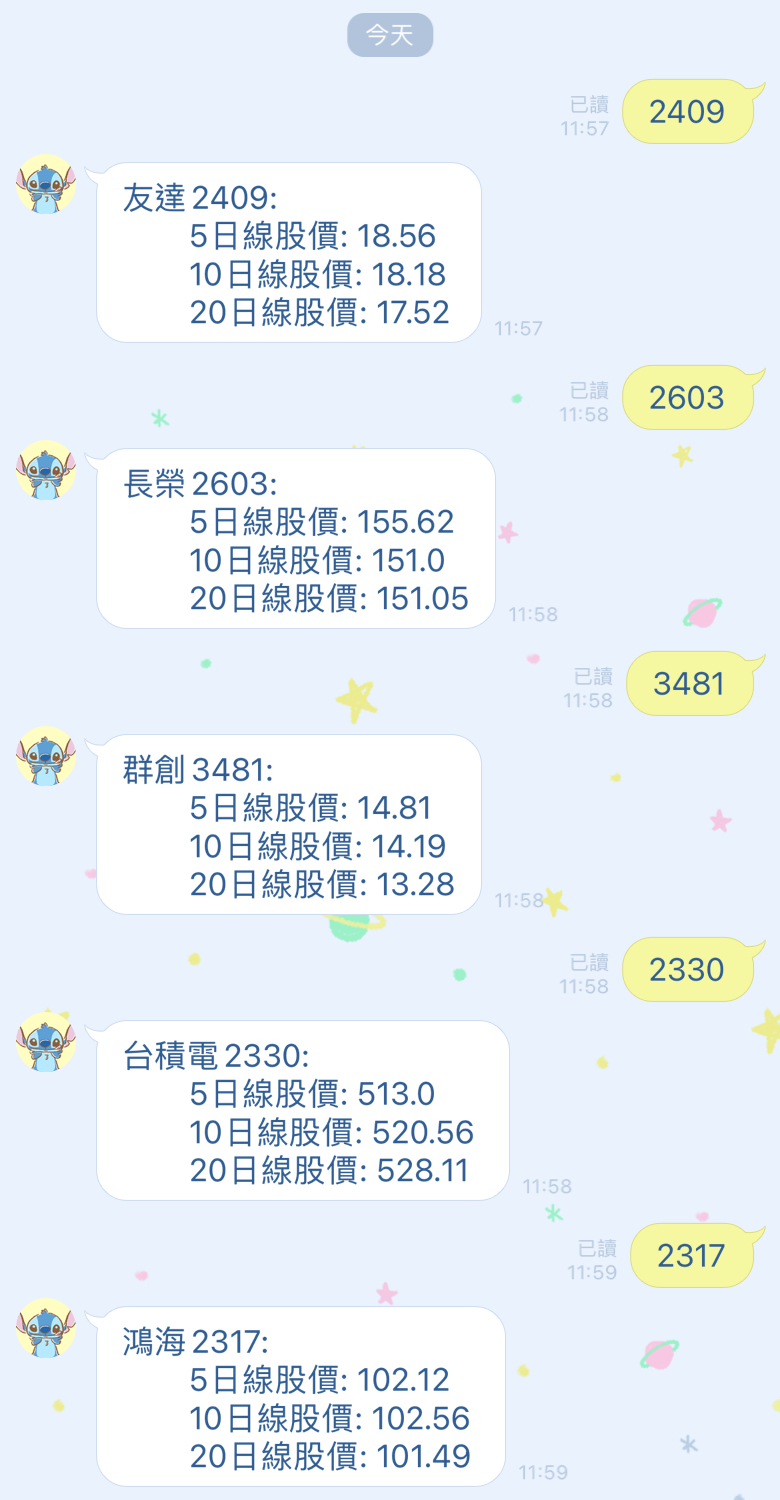 今天
已讀
11:57
2409
友達 2409:
5日線股價: 18.56
10日線股價: 18.18
20日線股價: 17.52
11:57
已讀
11:58
2603
長榮 2603:
5日線股價: 155.62
10日線股價: 151.0
20日線股價: 151.05
11:58
已讀
11:58
3481
群創 3481:
5日線股價: 14.81
10日線股價: 14.19
20日線股價: 13.28
11:58
已讀
11:58
2330
台積電 2330:
5日線股價: 513.0
10日線股價: 520.56
20日線股價: 528.11
11:58
已讀
11:59
2317
鴻海 2317:
5日線股價: 102.12
10日線股價: 102.56
20日線股價: 101.49
11:59